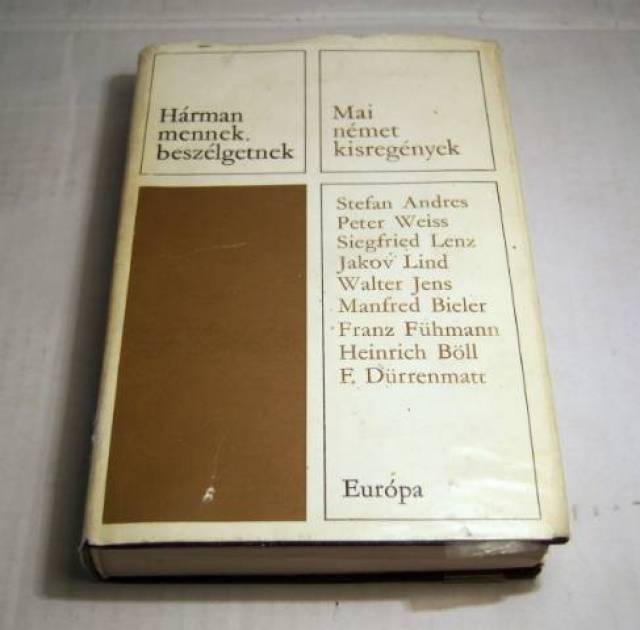 Hárman
mennek.
beszélgetnek
Mai
német
kisregények
Stefan Andres
Peter Weiss
Siegfried Lenz
Jakov Lind
Walter Jens
Manfred Bieler
Franz Fühmann
Heinrich Böll
F. Dürrenmatt
Európa